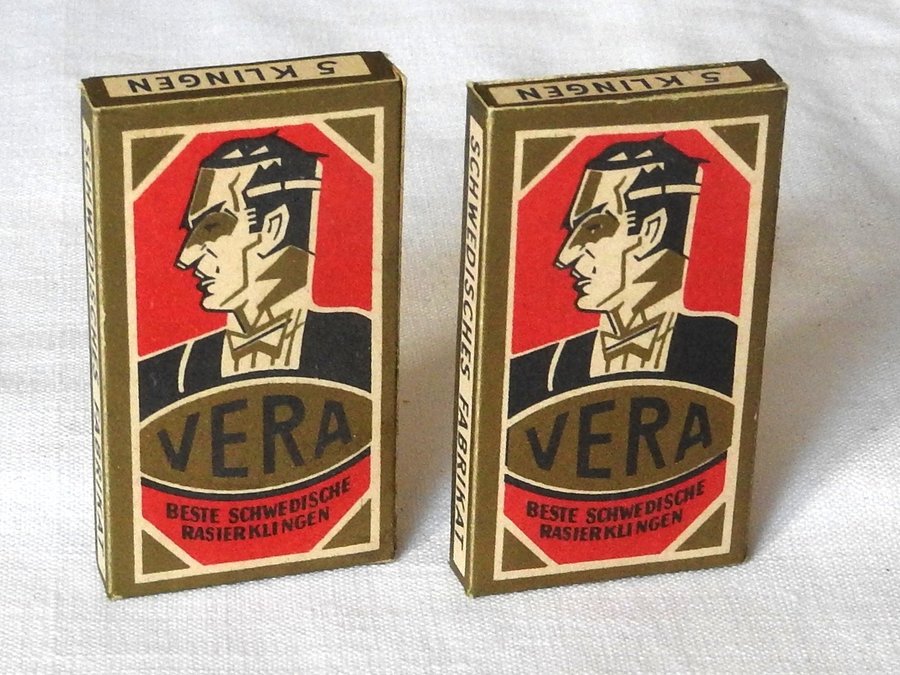 5 KLINGEN
SCHWEDISCHES FABRIKAT
VERA
BESTE SCHWEDISCHE
RASIERKLINGEN
5 KLINGEN
SCHWEDISCHES FABRIKAT
VERA
BESTE SCHWEDISCHE
RASIERKLINGEN